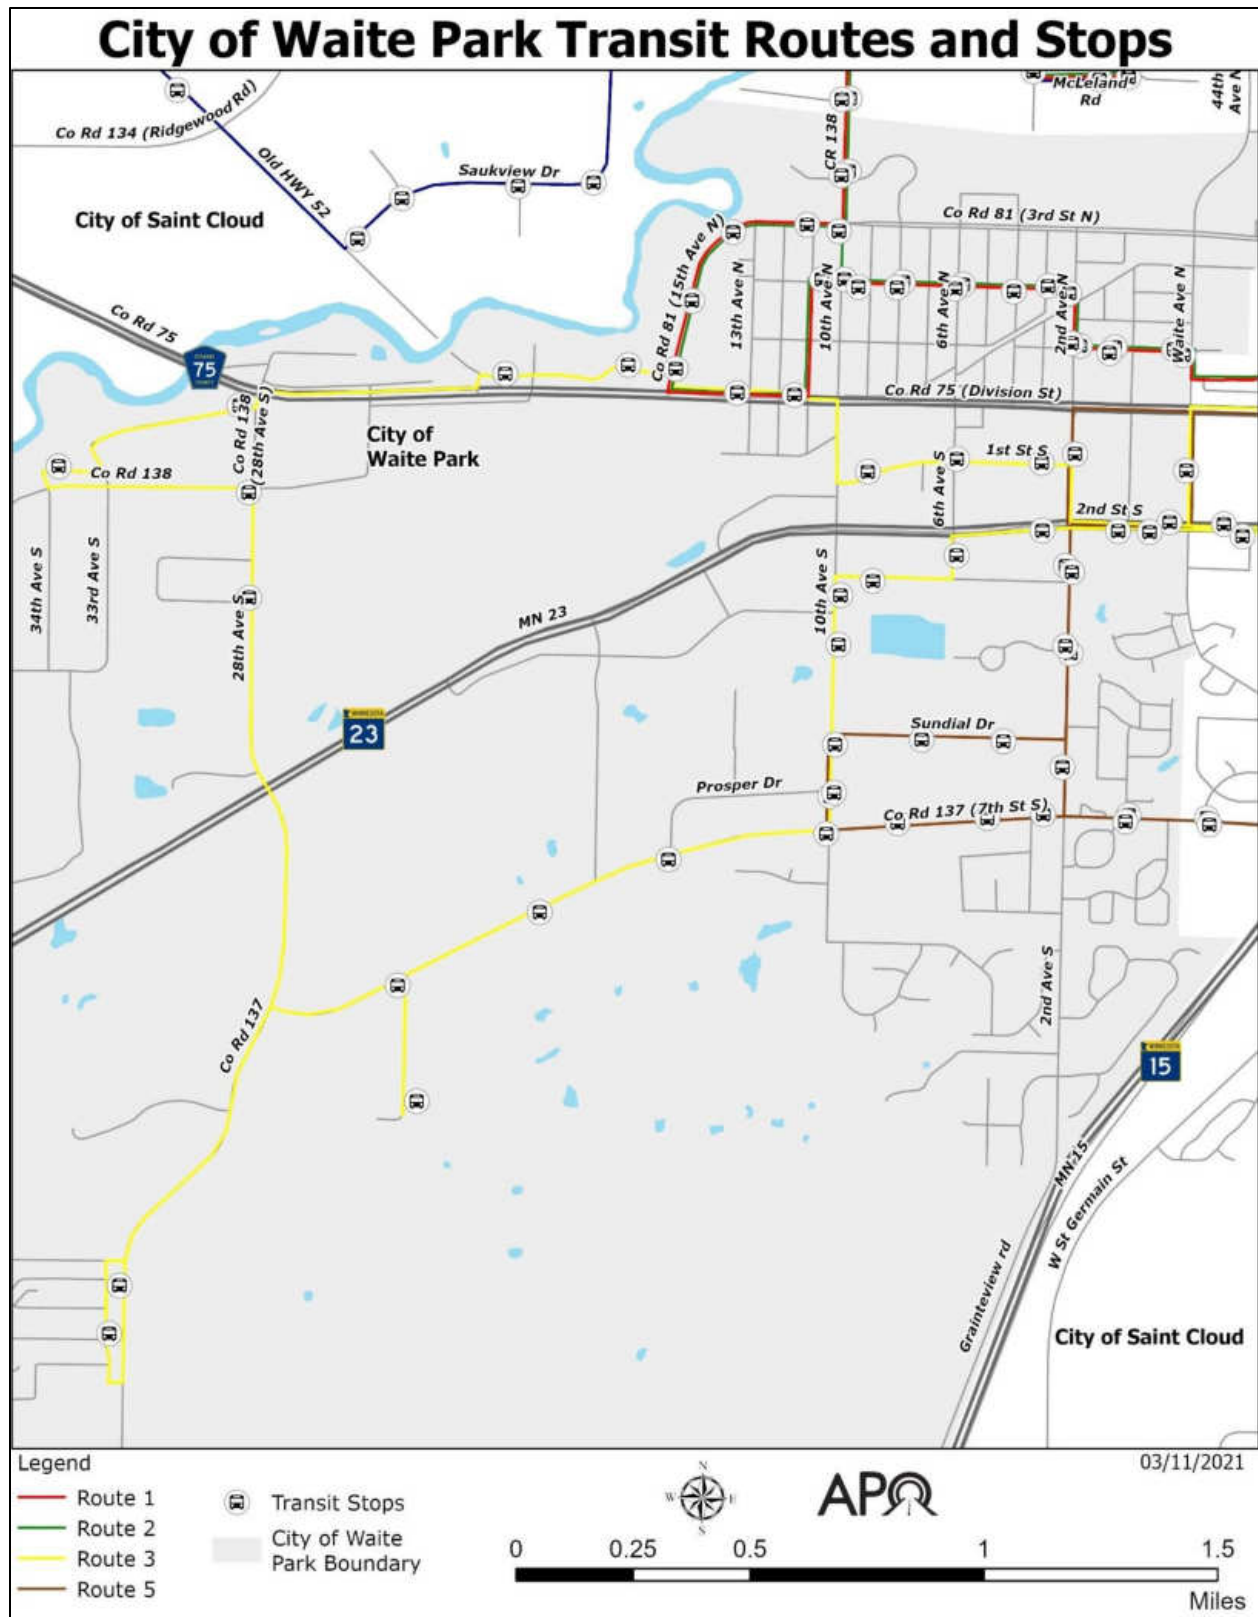 City of Waite Park Transit Routes and Stops
McLeland
Rd
44th
Ave N
Co Rd 134 (Ridgewood Rd)
CR 138
Old HWY 52
Saukview Dr
City of Saint Cloud
Co Rd 81 (3rd St N)
Co Rd 81 (15th Ave N)
13th Ave N
10th Ave N
6th Ave N
2nd Ave N
Waite Ave N
Co Rd 75
75
Co Rd 75 (Division St)
Co Rd 138
(28th Ave S)
City of
Waite Park
Co Rd 138
1st St S
6th Ave S
2nd St S
34th Ave S
33rd Ave S
28th Ave S
MN 23
10th Ave S
MINNESOTA
23
Sundial Dr
Prosper Dr
Co Rd 137 (7th St S)
2nd Ave S
Co Rd 137
MINNESOTA
15
MN 15
W St Germain St
Grainteview rd
City of Saint Cloud
Legend
03/11/2021
Route 1
Route 2
Route 3
Route 5
Transit Stops
City of Waite
Park Boundary
N
W E
S
APO
0 0.25 0.5 1 1.5
Miles